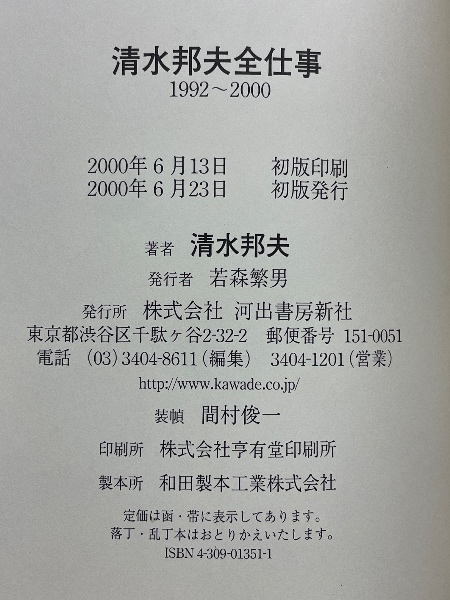 清水邦夫全仕事
1992〜2000
2000年6月13日 初版印刷
2000年6月23日 初版発行
著者 清水邦夫
発行者 若森繁男
発行所 株式会社 河出書房新社
東京都渋谷区千駄ヶ谷2-32-2 郵便番号 151-0051
電話 (03)3404-8611(編集) 3404-1201(営業)
http://www.kawade.co.jp/
装幀 間村俊一
印刷所 株式会社亨有堂印刷所
製本所 和田製本工業株式会社
定価は函・帯に表示してあります。
落丁・乱丁本はおとりかえいたします。
ISBN 4-309-01351-1